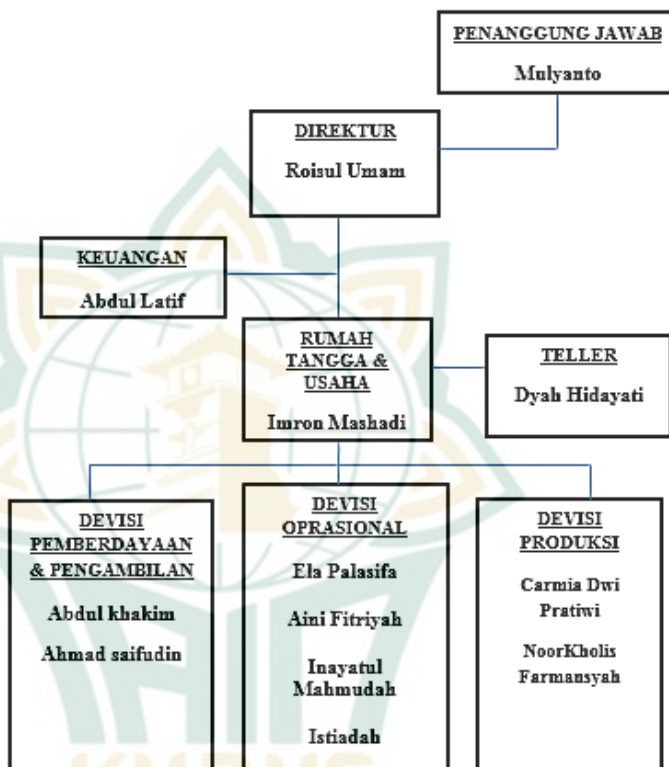 PENANGGUNG JAWAB
Mulyanto
DIREKTUR
Roisul Umam
KEUANGAN
Abdul Latif
RUMAH
TANGGA &
USAHA
Imron Mashadi
TELLER
Dyah Hidayati
DEVISI
PEMBERDAYAAN
& PENGAMBILAN
Abdul khakim
Ahmad saifudin
DEVISI
OPRASIONAL
Ela Palasifa
Aini Fitriyah
Inayatul
Mahmudah
Istiadah
DEVISI
PRODUKSI
Carmia Dwi
Pratiwi
NoorKholis
Farmansyah